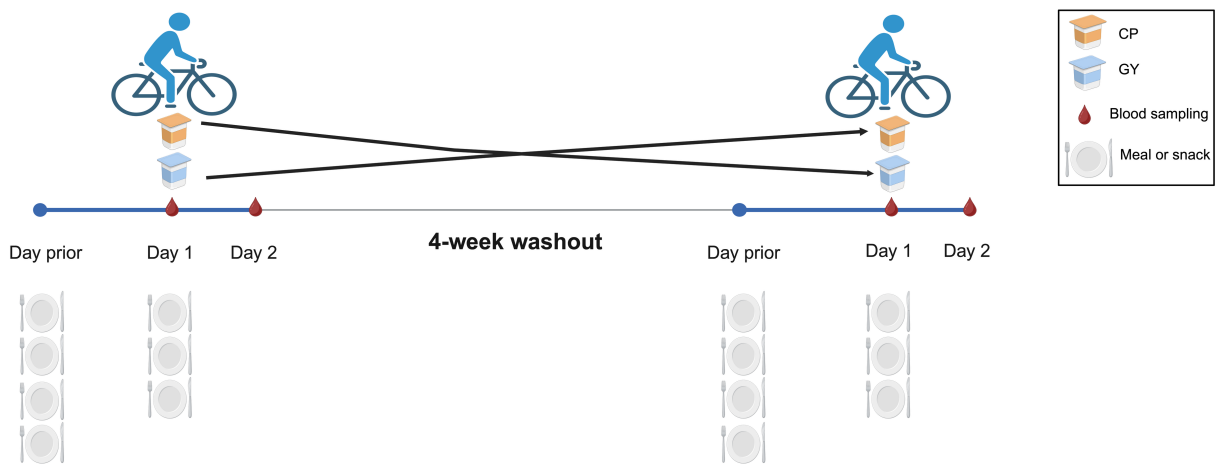 CP
GY
Blood sampling
Meal or snack
4-week washout
Day prior
Day 1
Day 2
Day prior
Day 1
Day 2